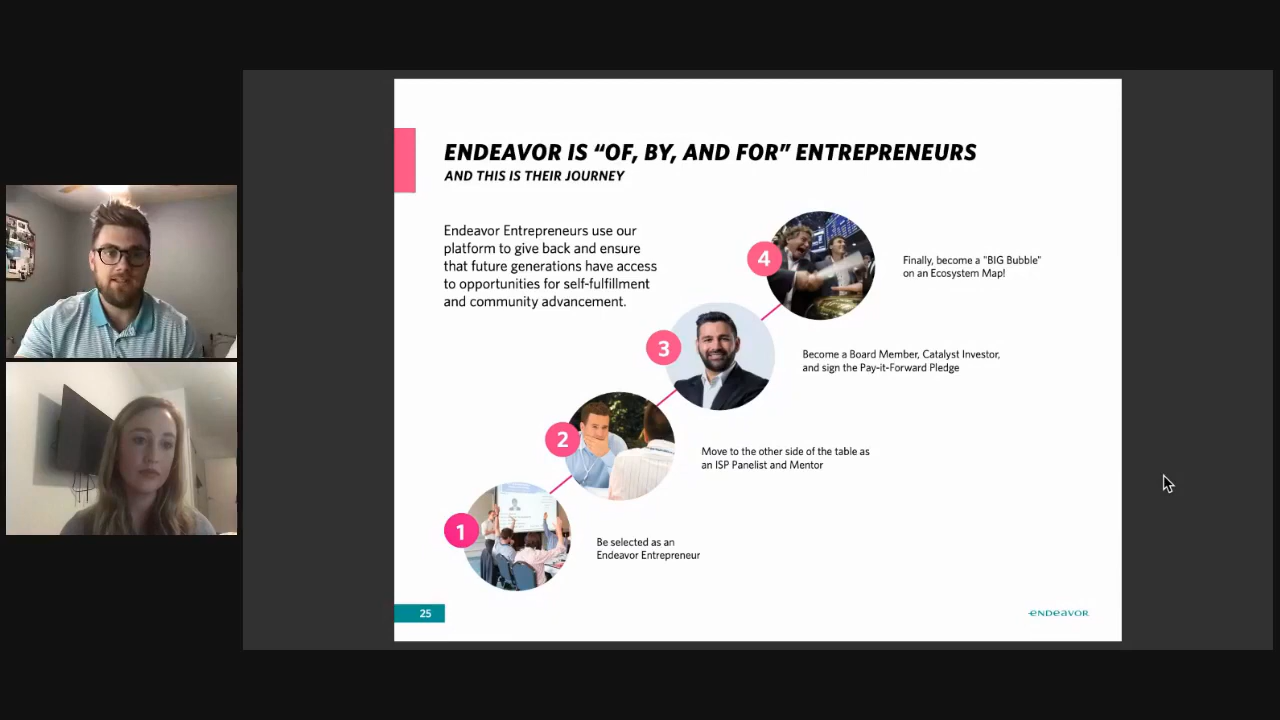 ENDEAVOR IS “OF, BY, AND FOR” ENTREPRENEURS
AND THIS IS THEIR JOURNEY
Endeavor Entrepreneurs use our
platform to give back and ensure
that future generations have access
to opportunities for self-fulfillment
and community advancement.
4
Finally, become a "BIG Bubble"
on an Ecosystem Map!
3
Become a Board Member, Catalyst Investor,
and sign the Pay-it-Forward Pledge
2
Move to the other side of the table as
an ISP Panelist and Mentor
1
Be selected as an
Endeavor Entrepreneur
25
ENDEAVOR